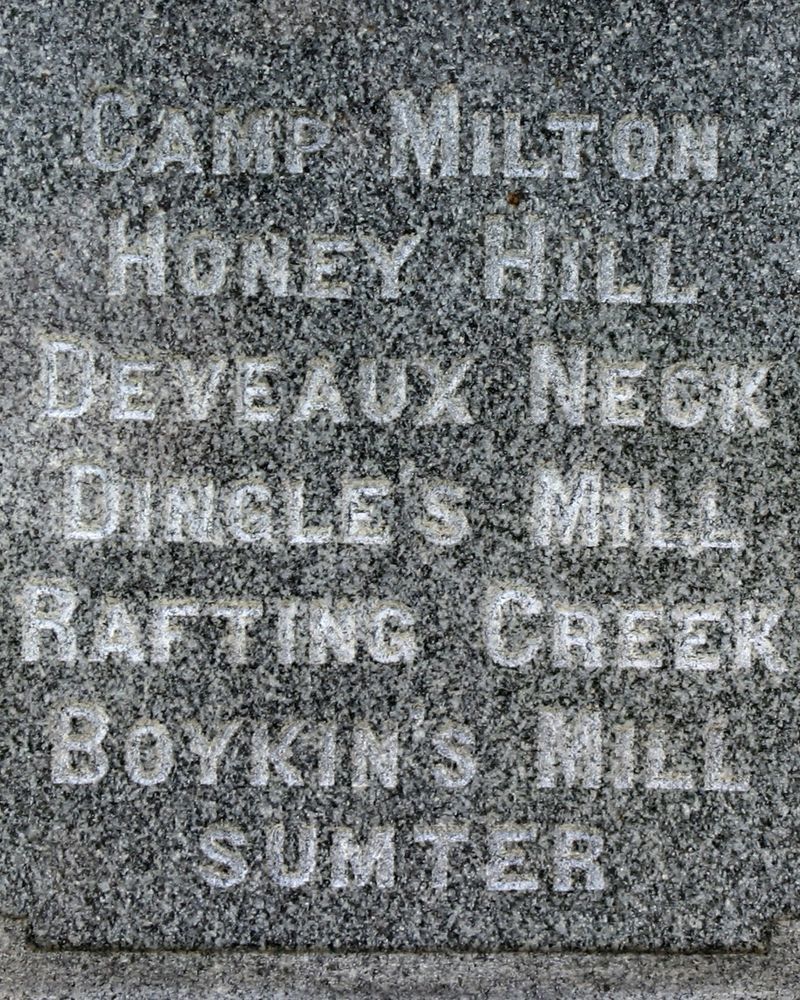 CAMP MILTON
HONEY HILL
DEVEAUX NECK
DINGLE'S MILL
RAFTING CREEK
BOYKIN'S MILL
SUMTER